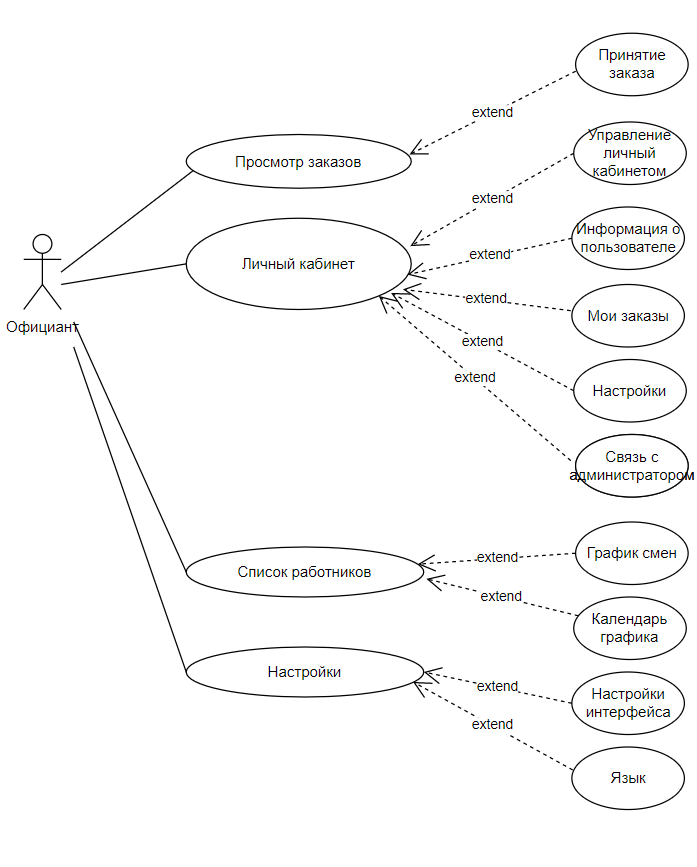 Принятие
заказа
extend
Просмотр заказов
Управление
личный
кабинетом
extend
Информация о
пользователе
extend
Личный кабинет
Мои заказы
extend
Официант
extend
Настройки
extend
Связь с
администратором
График смен
extend
Список работников
extend
Календарь
графика
Настройки
extend
Настройки
интерфейса
extend
Язык